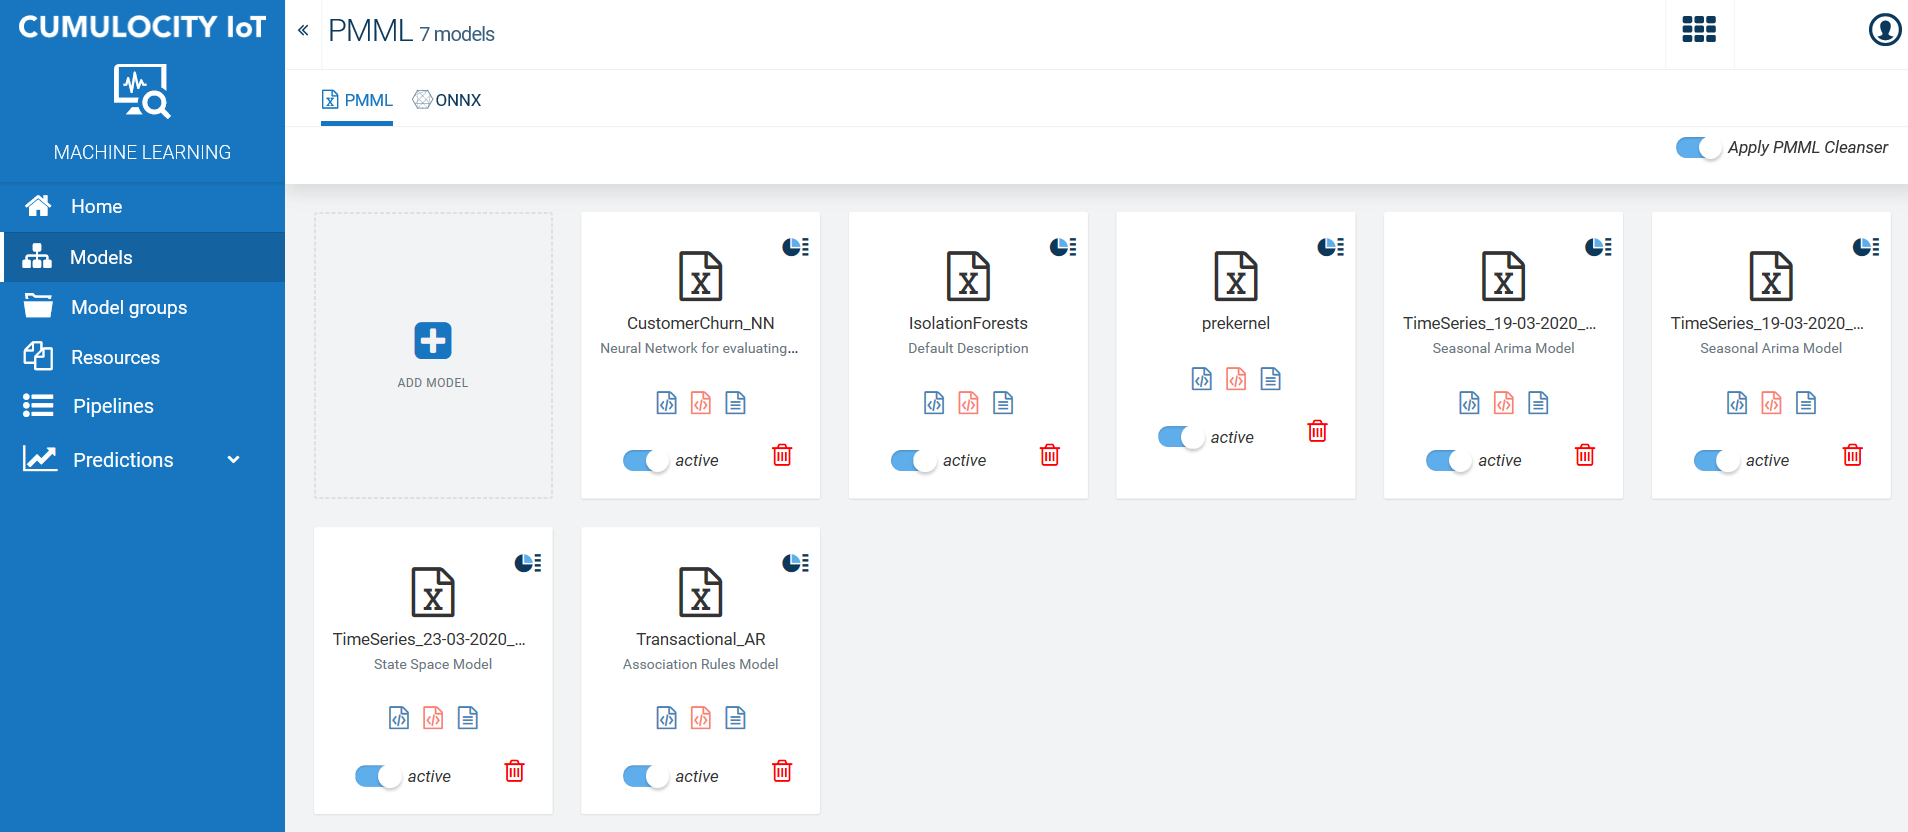 CUMULOCITY IoT
MACHINE LEARNING
Home
Models
Model groups
Resources
Pipelines
Predictions
PMML 7 models
PMML
ONNX
Apply PMML Cleanser
ADD MODEL
CustomerChurn_NN
Neural Network for evaluating...
active
IsolationForests
Default Description
active
prekernel
active
TimeSeries_19-03-2020_...
Seasonal Arima Model
active
TimeSeries_19-03-2020_...
Seasonal Arima Model
active
TimeSeries_23-03-2020_...
State Space Model
active
Transactional_AR
Association Rules Model
active